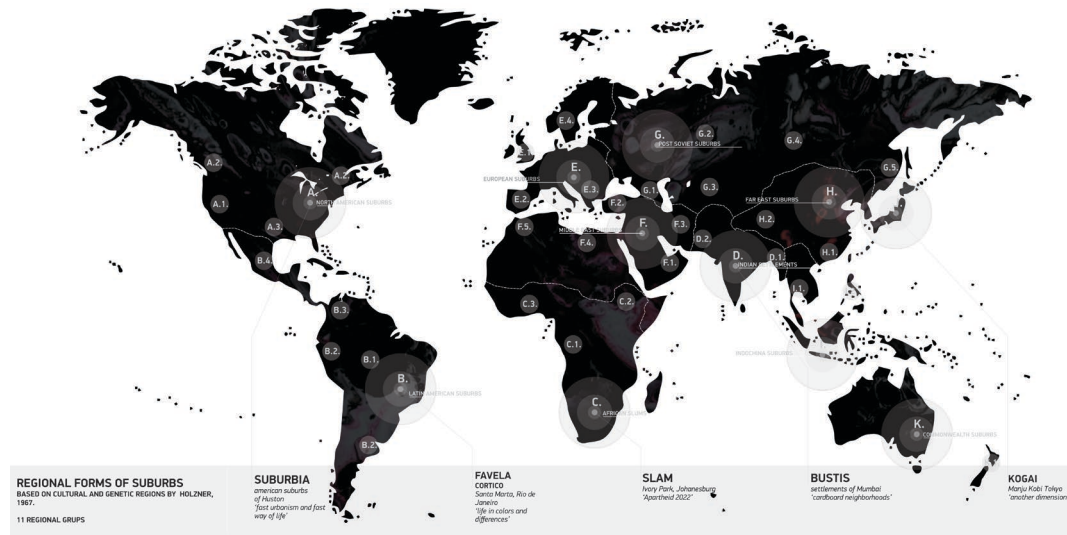 A.2.
A.2.
A.
NORTH AMERICAN SUBURBS
A.1.
A.3.
B.4.
B.3.
B.2.
B.1.
B.
LATIN AMERICAN SUBURBS
B.2.
E.4.
E.
EUROPEAN SUBURBS
E.2.
E.3.
F.5.
F.2.
F.
F.3.
F.4.
F.1.
C.3.
C.2.
C.1.
C.
AFRICAN SLUMS
G.
POST SOVIET SUBURBS
G.2.
G.4.
G.1.
G.3.
G.5.
H.
FAR EAST SUBURBS
H.2.
H.1.
D.2.
D.
D.1.
I.1.
INDOCHINA SUBURBS
K.
COMMONWEALTH SUBURBS
REGIONAL FORMS OF SUBURBS
BASED ON CULTURAL AND GENETIC REGIONS BY HOLZNER,
1967.
11 REGIONAL GRUPS
SUBURBIA
american suburbs
of Huston
'fast urbanism and fast
way of life'
FAVELA
CORTICO
Santa Marta, Rio de
Janeiro
'life in colors and
differences'
SLAM
Ivory Park, Johanesburg
'Apartheid 2022'
BUSTIS
settlements of Mumbai
'cardboard neighborhoods'
KOGAI
Manju Kobi Tokyo
'another dimension